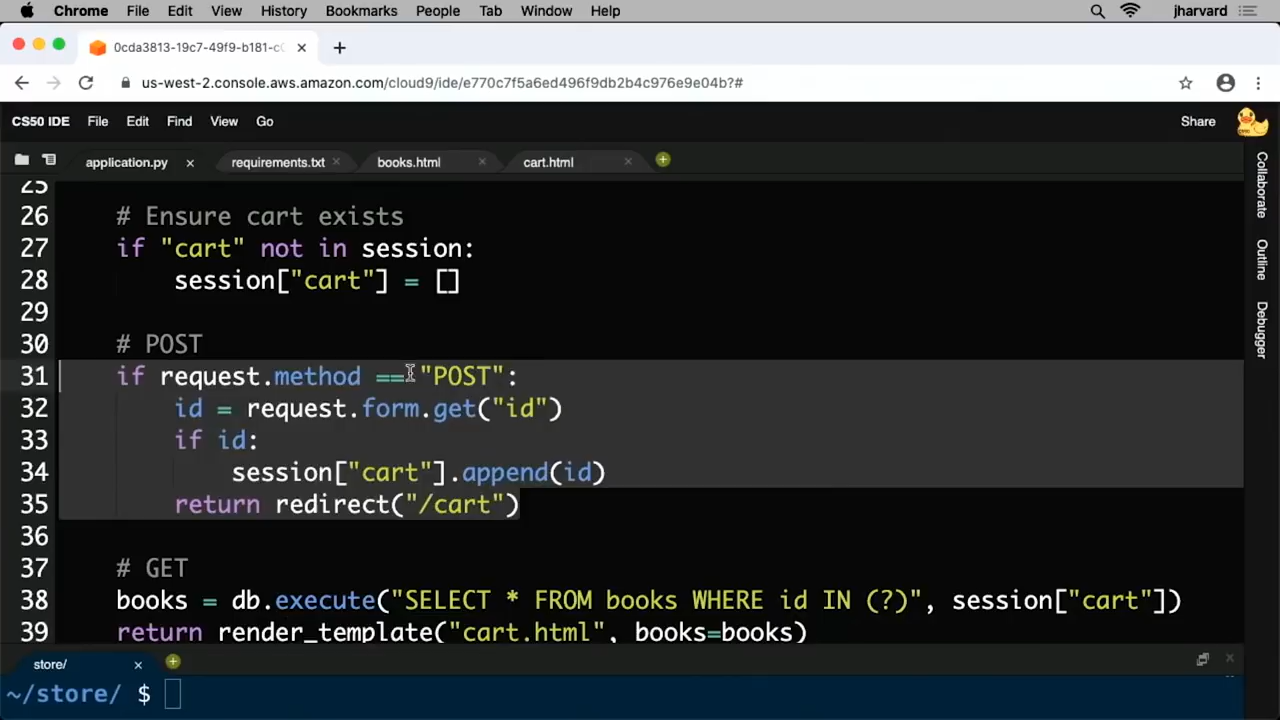 Chrome File Edit View History Bookmarks People Tab Window Help jharvard
0cda3813-19c7-49f9-b181-c0
us-west-2.console.aws.amazon.com/cloud9/ide/e770c7f5a6ed496f9db2b4c976e9e04b?#
CS50 IDE File Edit Find View Go Share
application.py requirements.txt books.html cart.html
25
26 # Ensure cart exists
27 if "cart" not in session:
28 session["cart"] = []
29
30 # POST
31 if request.method == "POST":
32 id = request.form.get("id")
33 if id:
34 session["cart"].append(id)
35 return redirect("/cart")
36
37 # GET
38 books = db.execute("SELECT * FROM books WHERE id IN (?)", session["cart"])
39 return render_template("cart.html", books=books)
Collaborate
Outline
Debugger
store/
~/store/ $